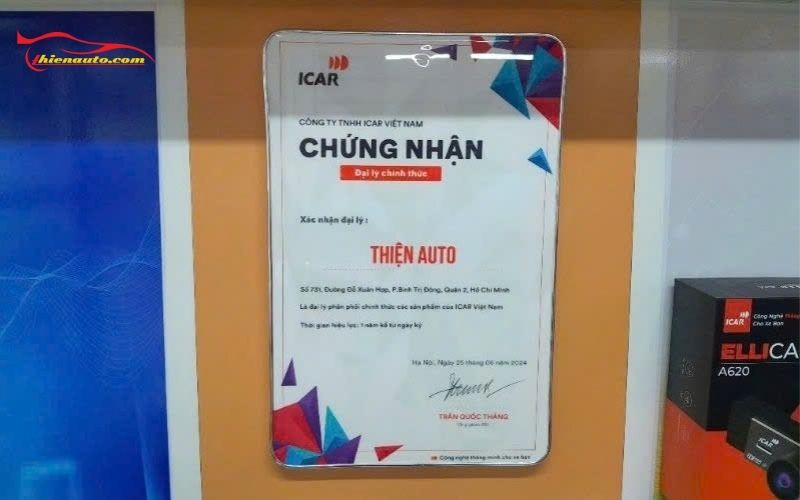 thienauto.com
ICAR
CÔNG TY TNHH ICAR VIỆT NAM
CHỨNG NHẬN
Đại lý chính thức
Xác nhận đại lý :
THIỆN AUTO
Số 731, Đường Đỗ Xuân Hợp, P.Bình Trị Đông, Quận 2, Hồ Chí Minh
Là đại lý phân phối chính thức các sản phẩm của ICAR Việt Nam
Thời gian hiệu lực: 1 năm kể từ ngày ký
Hà Nội, Ngày 25 tháng 06 năm 2024
TRẦN QUỐC THẮNG
Tổng giám đốc
Công nghệ thông minh cho xe bạn
ICAR
Công Nghệ Thông
Cho Xe Bạn
ELLICA
A620
ICAR